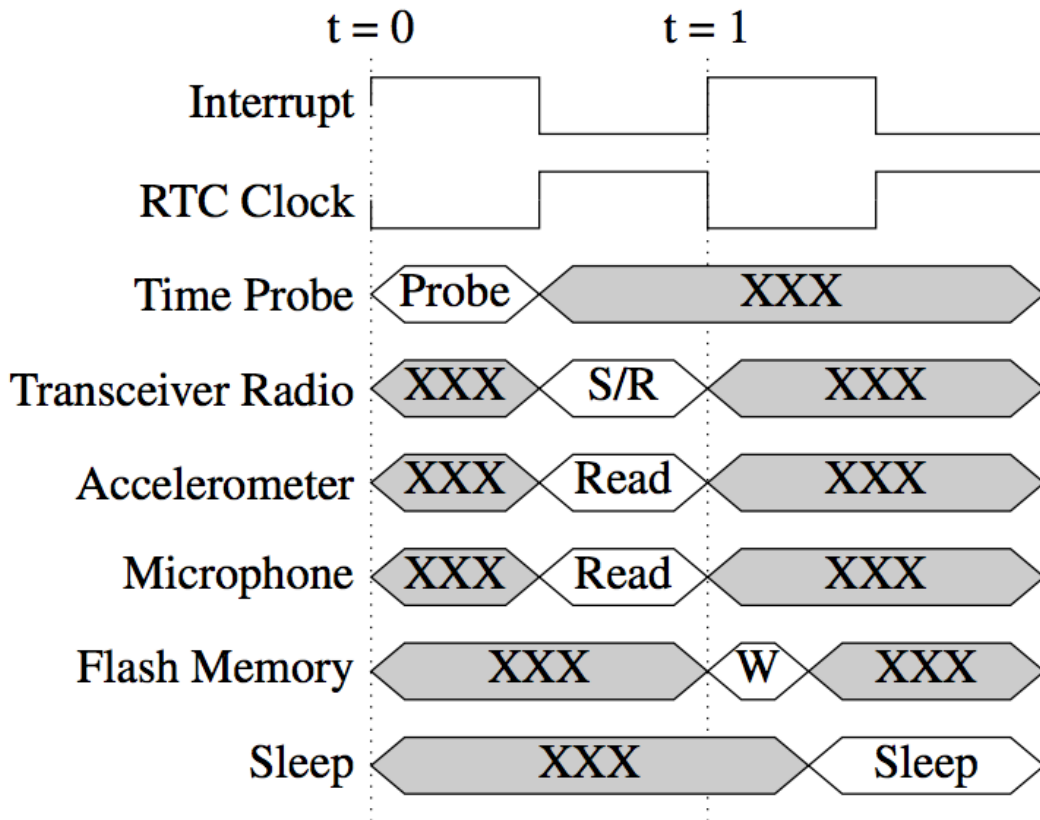 t = 0 t = 1
Interrupt
RTC Clock
Time Probe Probe XXX
Transceiver Radio XXX S/R XXX
Accelerometer XXX Read XXX
Microphone XXX Read XXX
Flash Memory XXX W XXX
Sleep XXX Sleep